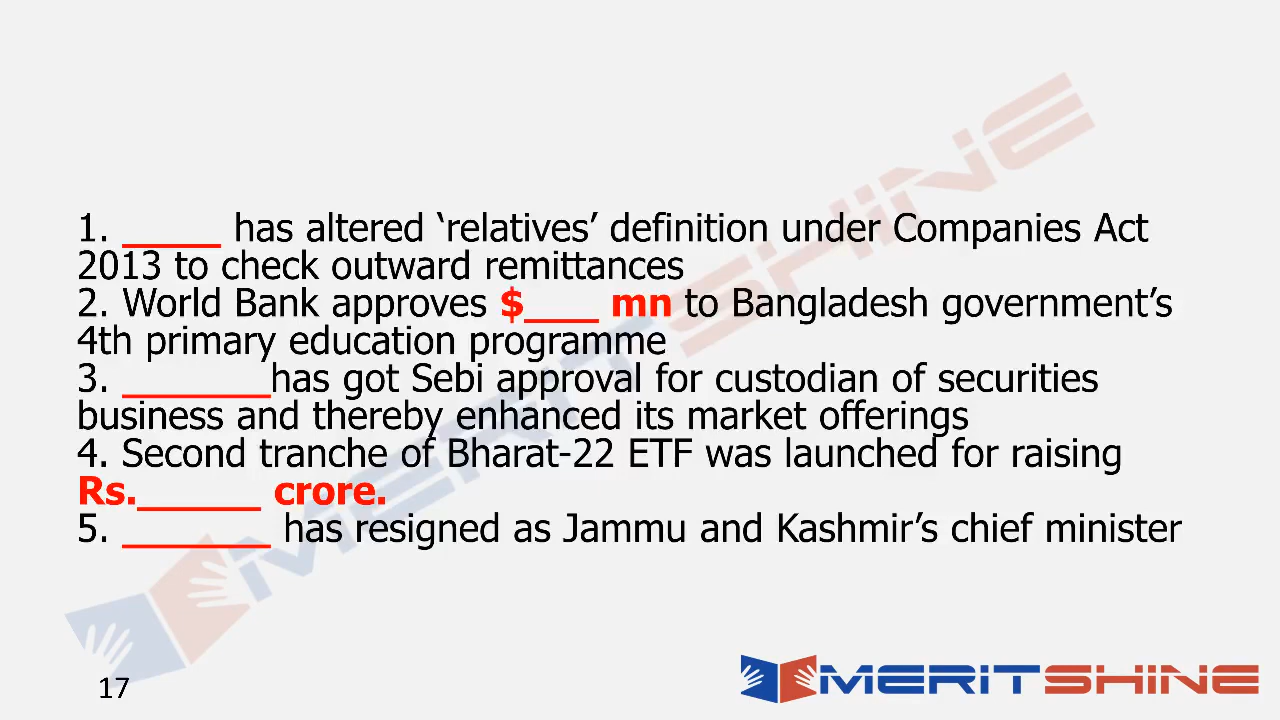 1. ____ has altered ‘relatives’ definition under Companies Act
2013 to check outward remittances
2. World Bank approves $___ mn to Bangladesh government’s
4th primary education programme
3. ______has got Sebi approval for custodian of securities
business and thereby enhanced its market offerings
4. Second tranche of Bharat-22 ETF was launched for raising
Rs._____ crore.
5. ______ has resigned as Jammu and Kashmir’s chief minister
MERITSHINE
17
MERITSHINE